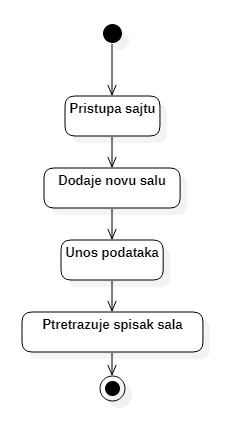 Pristupa sajtu
Dodaje novu salu
Unos podataka
Ptretrazuje spisak sala